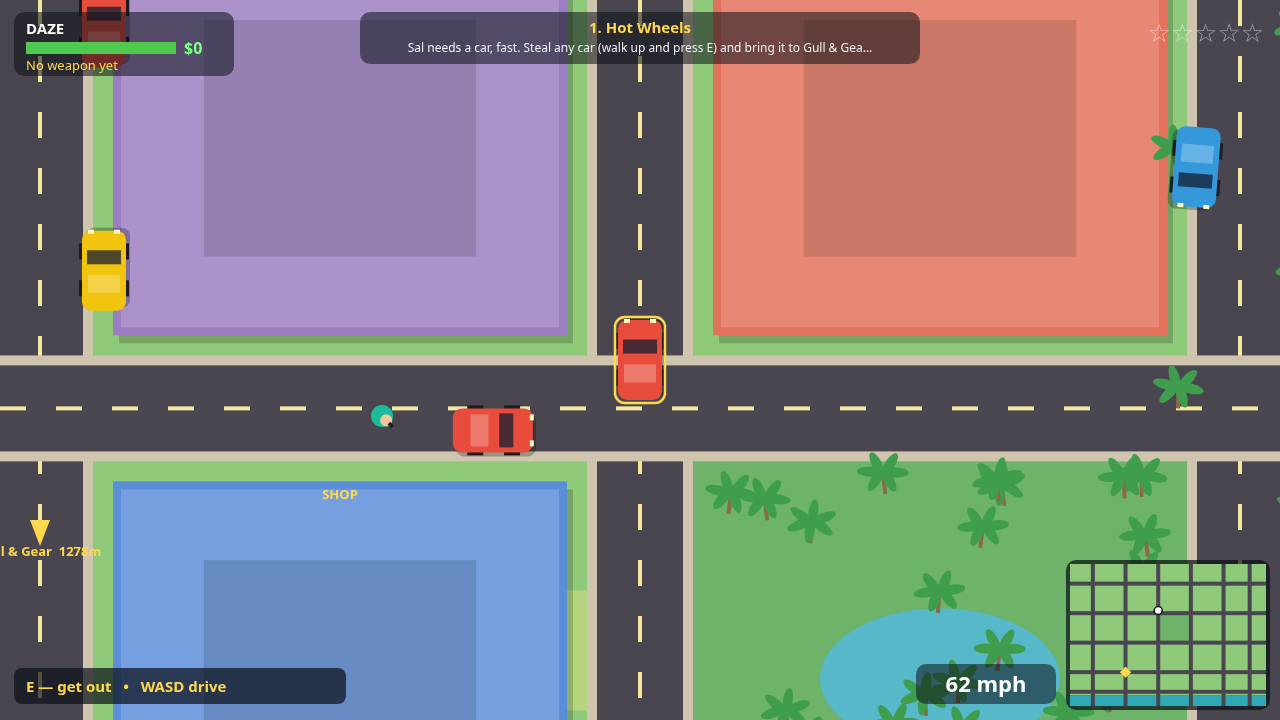 DAZE
$0
No weapon yet
1. Hot Wheels
Sal needs a car, fast. Steal any car (walk up and press E) and bring it to Gull & Gea...
SHOP
l & Gear 1278m
E — get out • WASD drive
62 mph